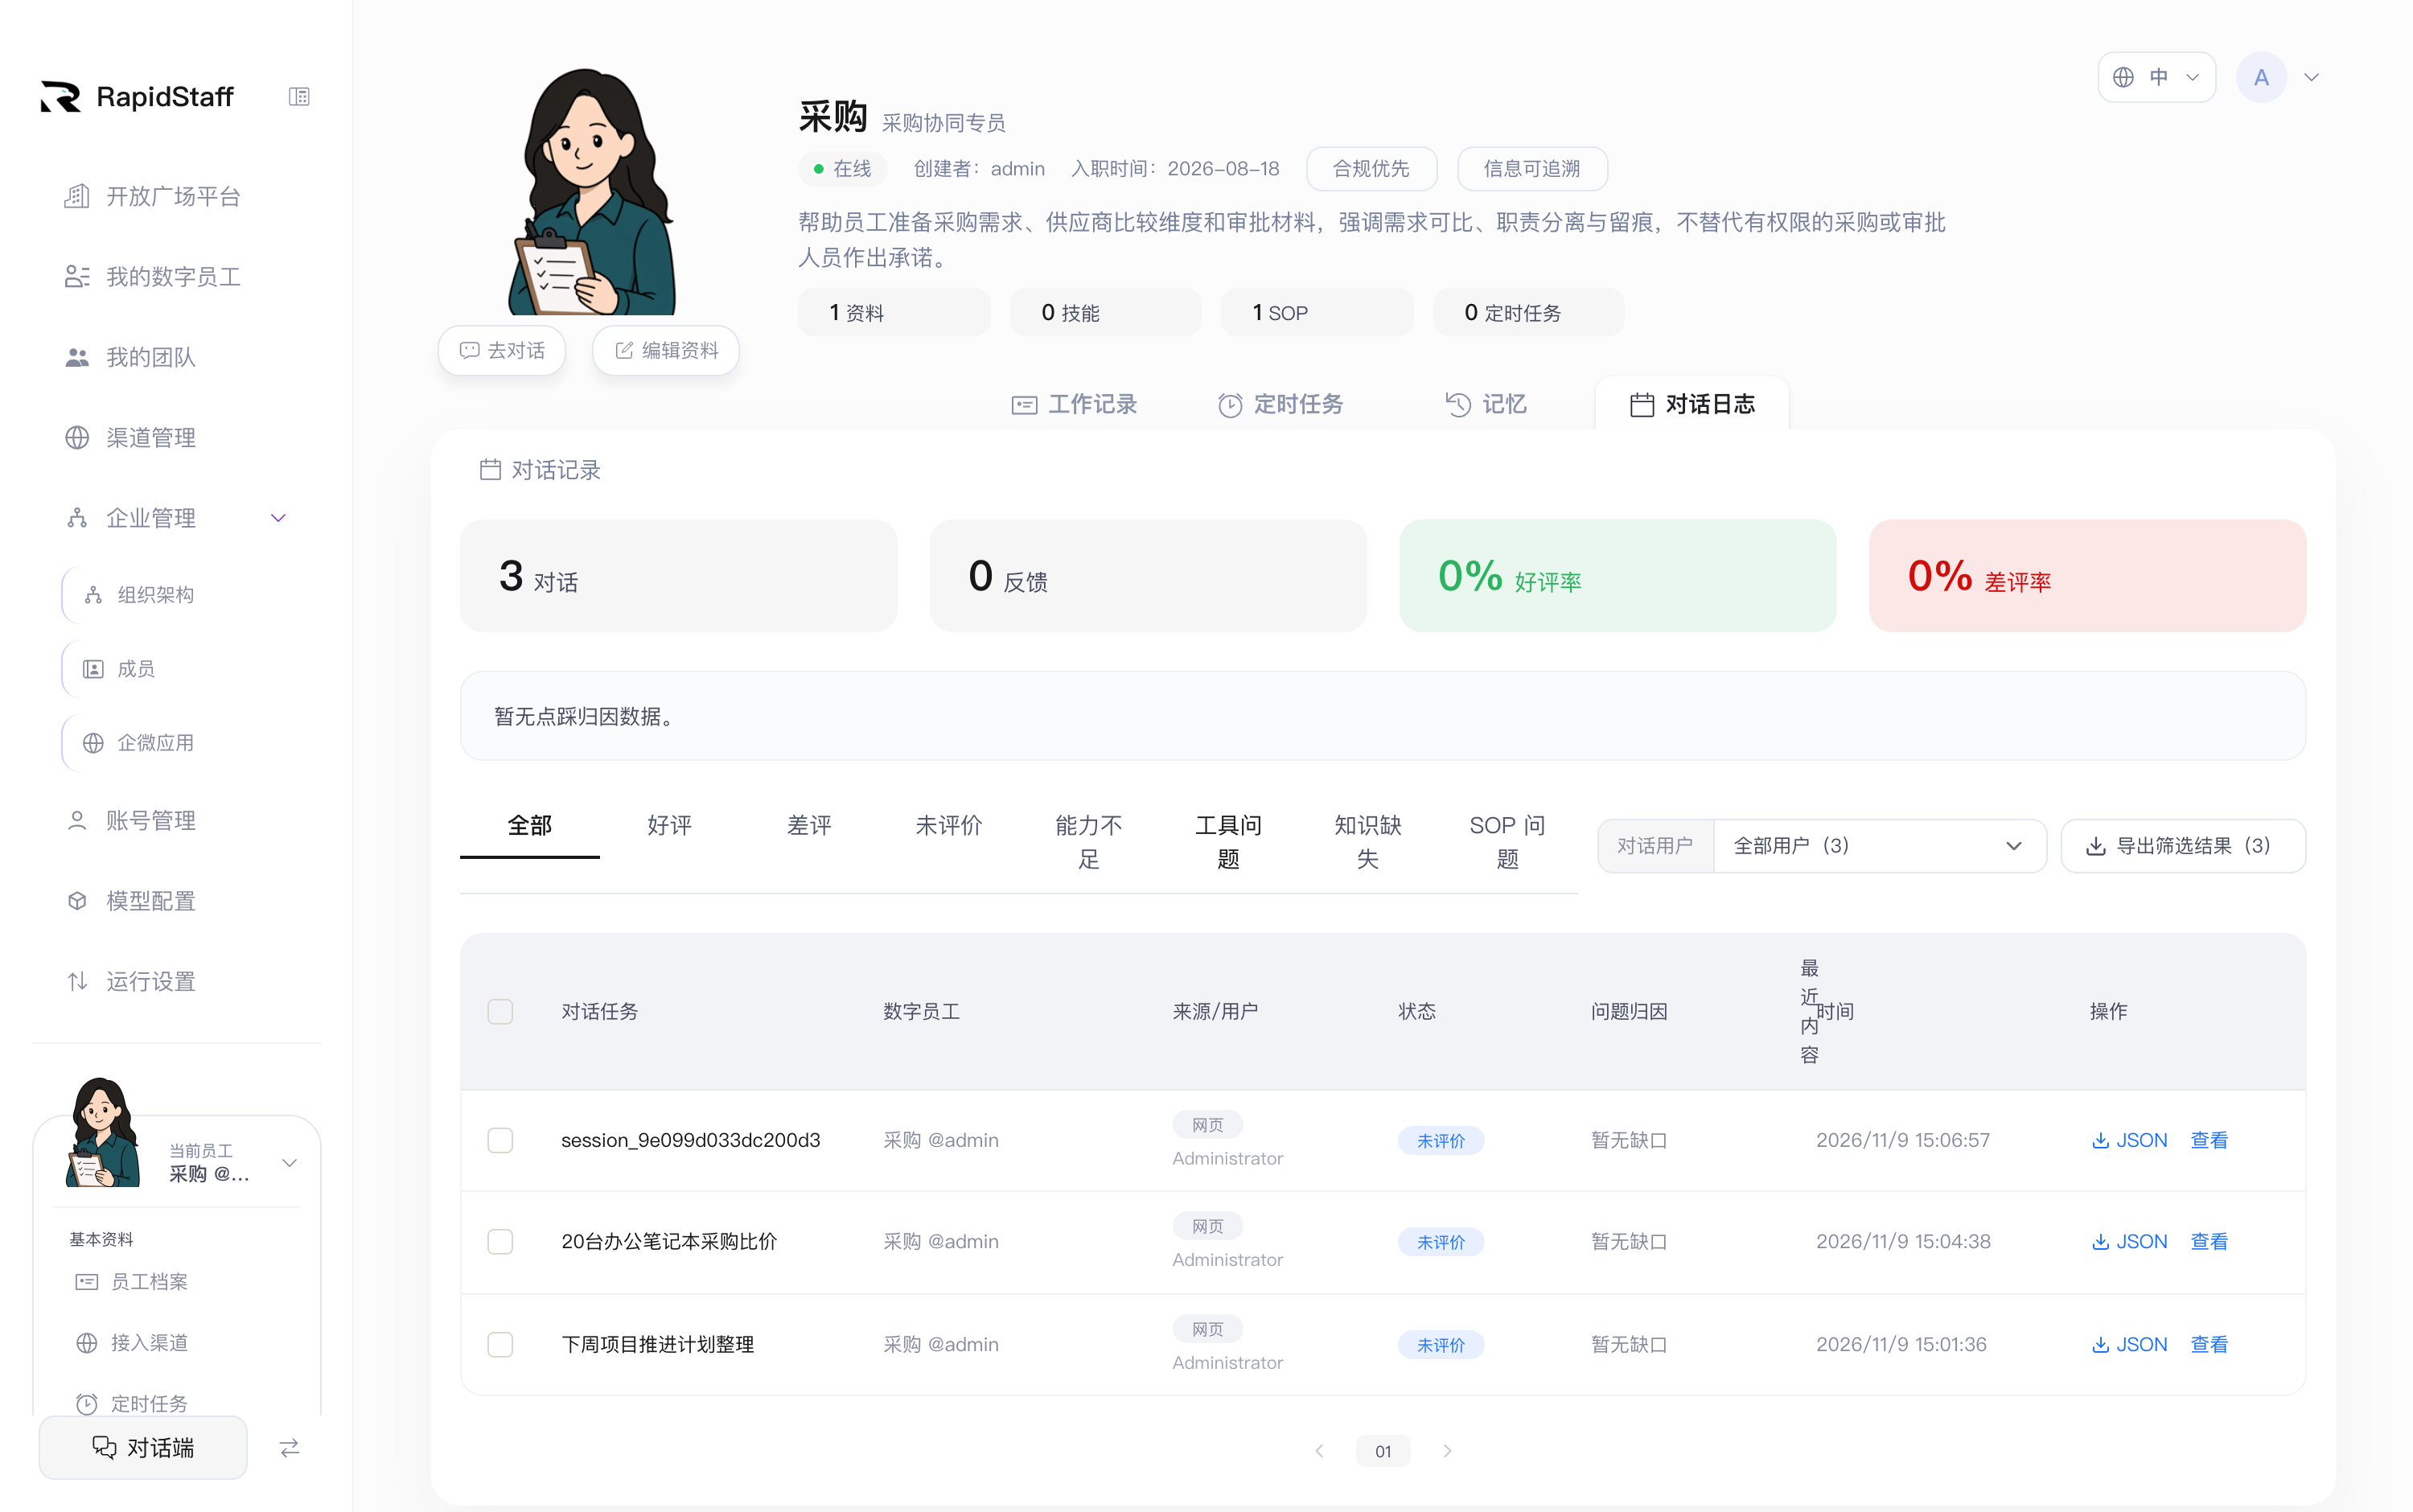 RapidStaff
开放广场平台
我的数字员工
我的团队
渠道管理
企业管理
组织架构
成员
企微应用
账号管理
模型配置
运行设置
当前员工
采购 @...
基本资料
员工档案
接入渠道
定时任务
对话端
中
A
采购 采购协同专员
在线 创建者：admin 入职时间：2026-08-18 合规优先 信息可追溯
帮助员工准备采购需求、供应商比较维度和审批材料，强调需求可比、职责分离与留痕，不替代有权限的采购或审批
人员作出承诺。
1 资料 0 技能 1 SOP 0 定时任务
去对话 编辑资料
工作记录 定时任务 记忆 对话日志
对话记录
3 对话 0 反馈 0% 好评率 0% 差评率
暂无点踩归因数据。
全部 好评 差评 未评价
能力不
足
工具问
题
知识缺
失
SOP 问
题
对话用户 全部用户（3） 导出筛选结果（3）
对话任务 数字员工 来源/用户 状态 问题归因
最
近
内
容
时间 操作
session_9e099d033dc200d3 采购 @admin 网页
Administrator
未评价 暂无缺口 2026/11/9 15:06:57 JSON 查看
20台办公笔记本采购比价 采购 @admin 网页
Administrator
未评价 暂无缺口 2026/11/9 15:04:38 JSON 查看
下周项目推进计划整理 采购 @admin 网页
Administrator
未评价 暂无缺口 2026/11/9 15:01:36 JSON 查看
01